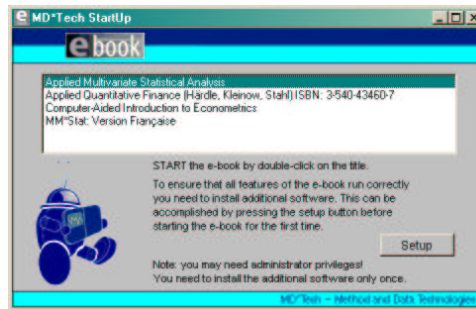 MD*Tech StartUp
e book
Applied Multivariate Statistical Analysis
Applied Quantitative Finance (Härdle, Kleinow, Stahl) ISBN: 3-540-43460-7
Computer-Aided Introduction to Econometrics
MM*Stat: Version Française
START the e-book by double-click on the title.
To ensure that all features of the e-book run correctly
you need to install additional software. This can be
accomplished by pressing the setup button before
starting the e-book for the first time.
Setup
Note: you may need administrator privileges!
You need to install the additional software only once.
MD*Tech - Method and Data Technologies